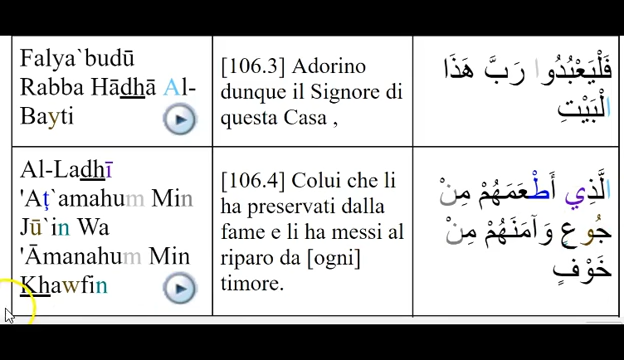 Falya`budū
Rabba Hādhā Al-
Bayti
[106.3] Adorino
dunque il Signore di
questa Casa ,
فَلْيَعْبُدُوا رَبَّ هَذَا
الْبَيْتِ
Al-Ladhī
'Aţ`amahum Min
Jū`in Wa
'Āmanahum Min
Khawfin
[106.4] Colui che li
ha preservati dalla
fame e li ha messi al
riparo da [ogni]
timore.
الَّذِي أَطْعَمَهُمْ مِنْ
جُوعٍ وَآمَنَهُمْ مِنْ
خَوْفٍ